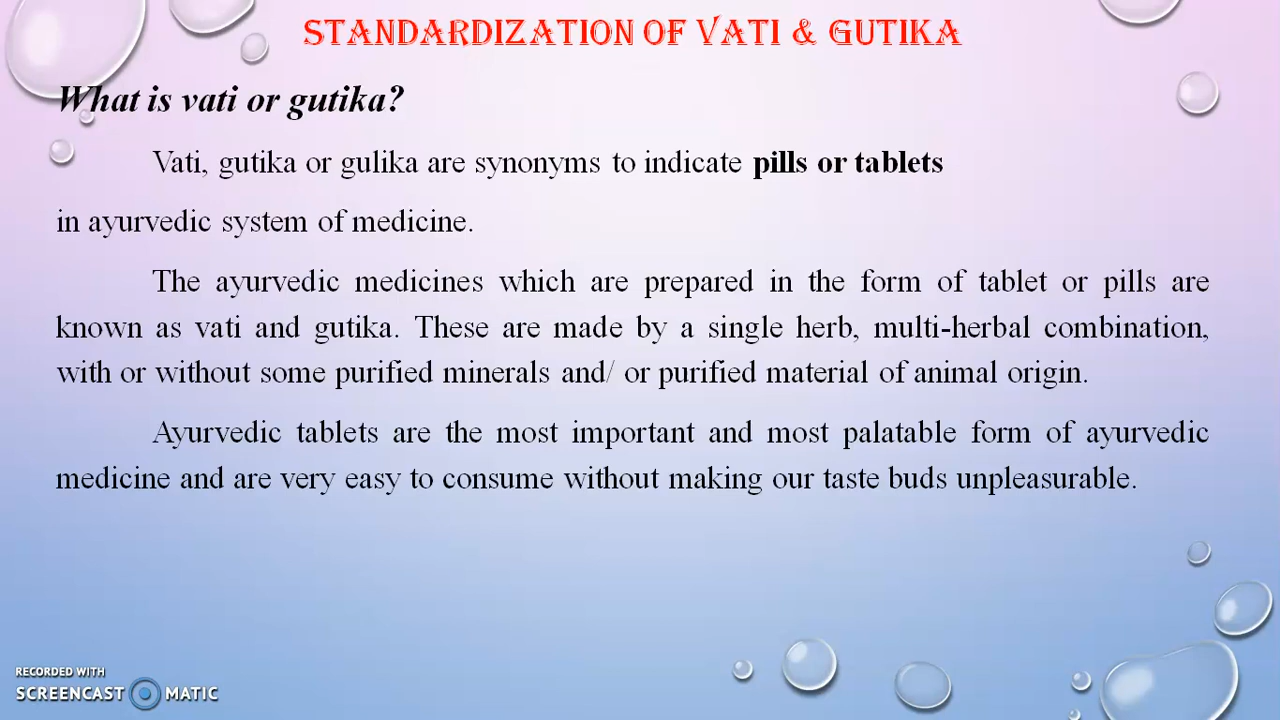 STANDARDIZATION OF VATI & GUTIKA
What is vati or gutika?
Vati, gutika or gulika are synonyms to indicate pills or tablets
in ayurvedic system of medicine.
The ayurvedic medicines which are prepared in the form of tablet or pills are
known as vati and gutika. These are made by a single herb, multi-herbal combination,
with or without some purified minerals and/ or purified material of animal origin.
Ayurvedic tablets are the most important and most palatable form of ayurvedic
medicine and are very easy to consume without making our taste buds unpleasurable.
RECORDED WITH
SCREENCAST MATIC